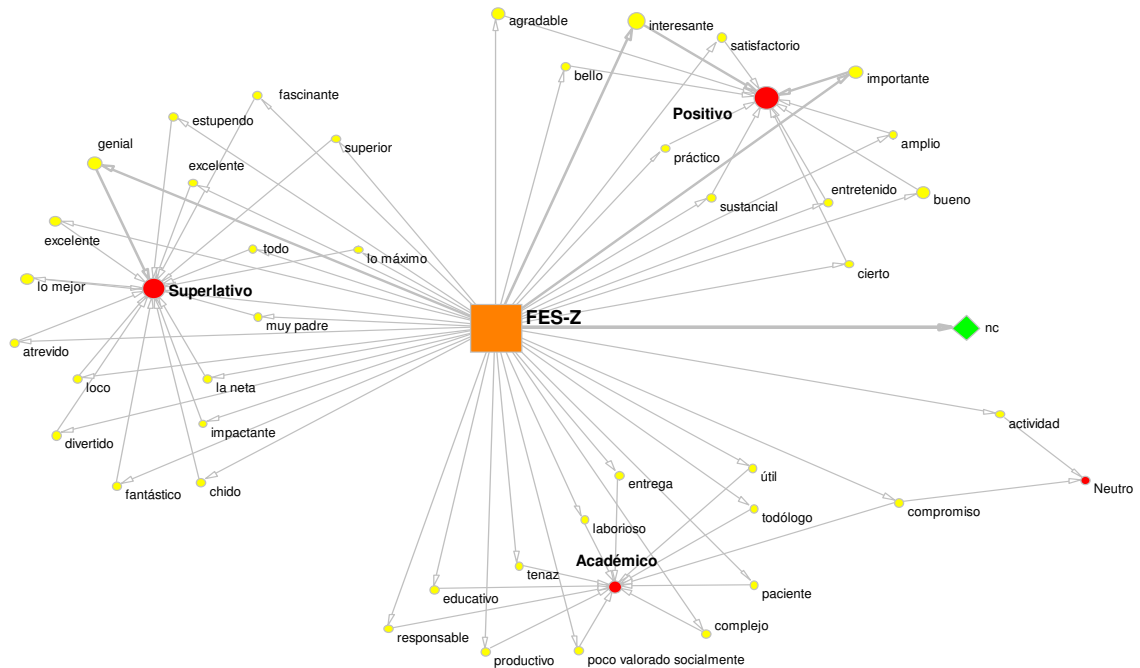 agradable
interesante
satisfactorio
bello
importante
Positivo
fascinante
estupendo
superior
amplio
genial
excelente
práctico
sustancial
entretenido
bueno
excelente
todo
lo máximo
cierto
lo mejor
Superlativo
muy padre
FES-Z
nc
atrevido
loco
la neta
actividad
divertido
impactante
fantástico
chido
entrega
útil
Neutro
compromiso
laborioso
todólogo
Académico
tenaz
educativo
paciente
responsable
complejo
productivo
poco valorado socialmente